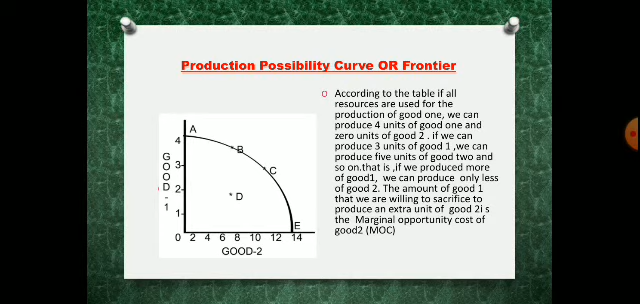 Production Possibility Curve OR Frontier
According to the table if all
resources are used for the
production of good one, we can
produce 4 units of good one and
zero units of good 2 . if we can
produce 3 units of good 1 ,we can
produce five units of good two and
so on.that is ,if we produced more
of good1, we can produce only less
of good 2. The amount of good 1
that we are willing to sacrifice to
produce an extra unit of good 2i s
the Marginal opportunity cost of
good2 (MOC)
A
4
B
G
O
O
D
-
1
3
C
2
D
1
E
0 2 4 6 8 10 12 14
GOOD-2